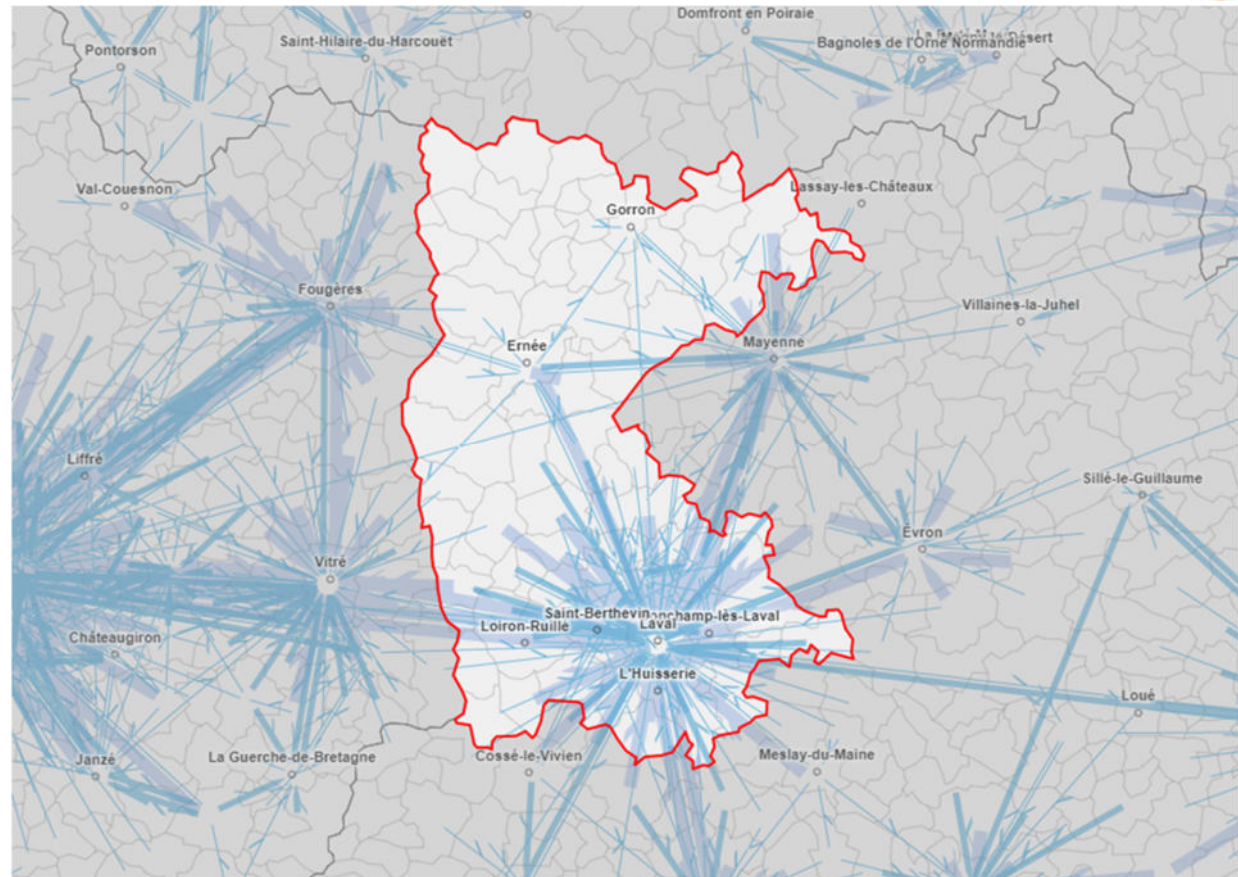 Domfront en Poiraie
Saint-Hilaire-du-Harcouët
Pontorson
Bagnoles de l'Orne Normandie
Val-Couesnon
Lassay-les-Châteaux
Gorron
Fougères
Villaines-la-Juhel
Ernée
Mayenne
Liffré
Sillé-le-Guillaume
Évron
Vitré
Saint-Berthevin
Châteaugiron
Loiron-Ruillé
Laval
L'Huisserie
Loué
Janzé
La Guerche-de-Bretagne
Cossé-le-Vivien
Meslay-du-Maine